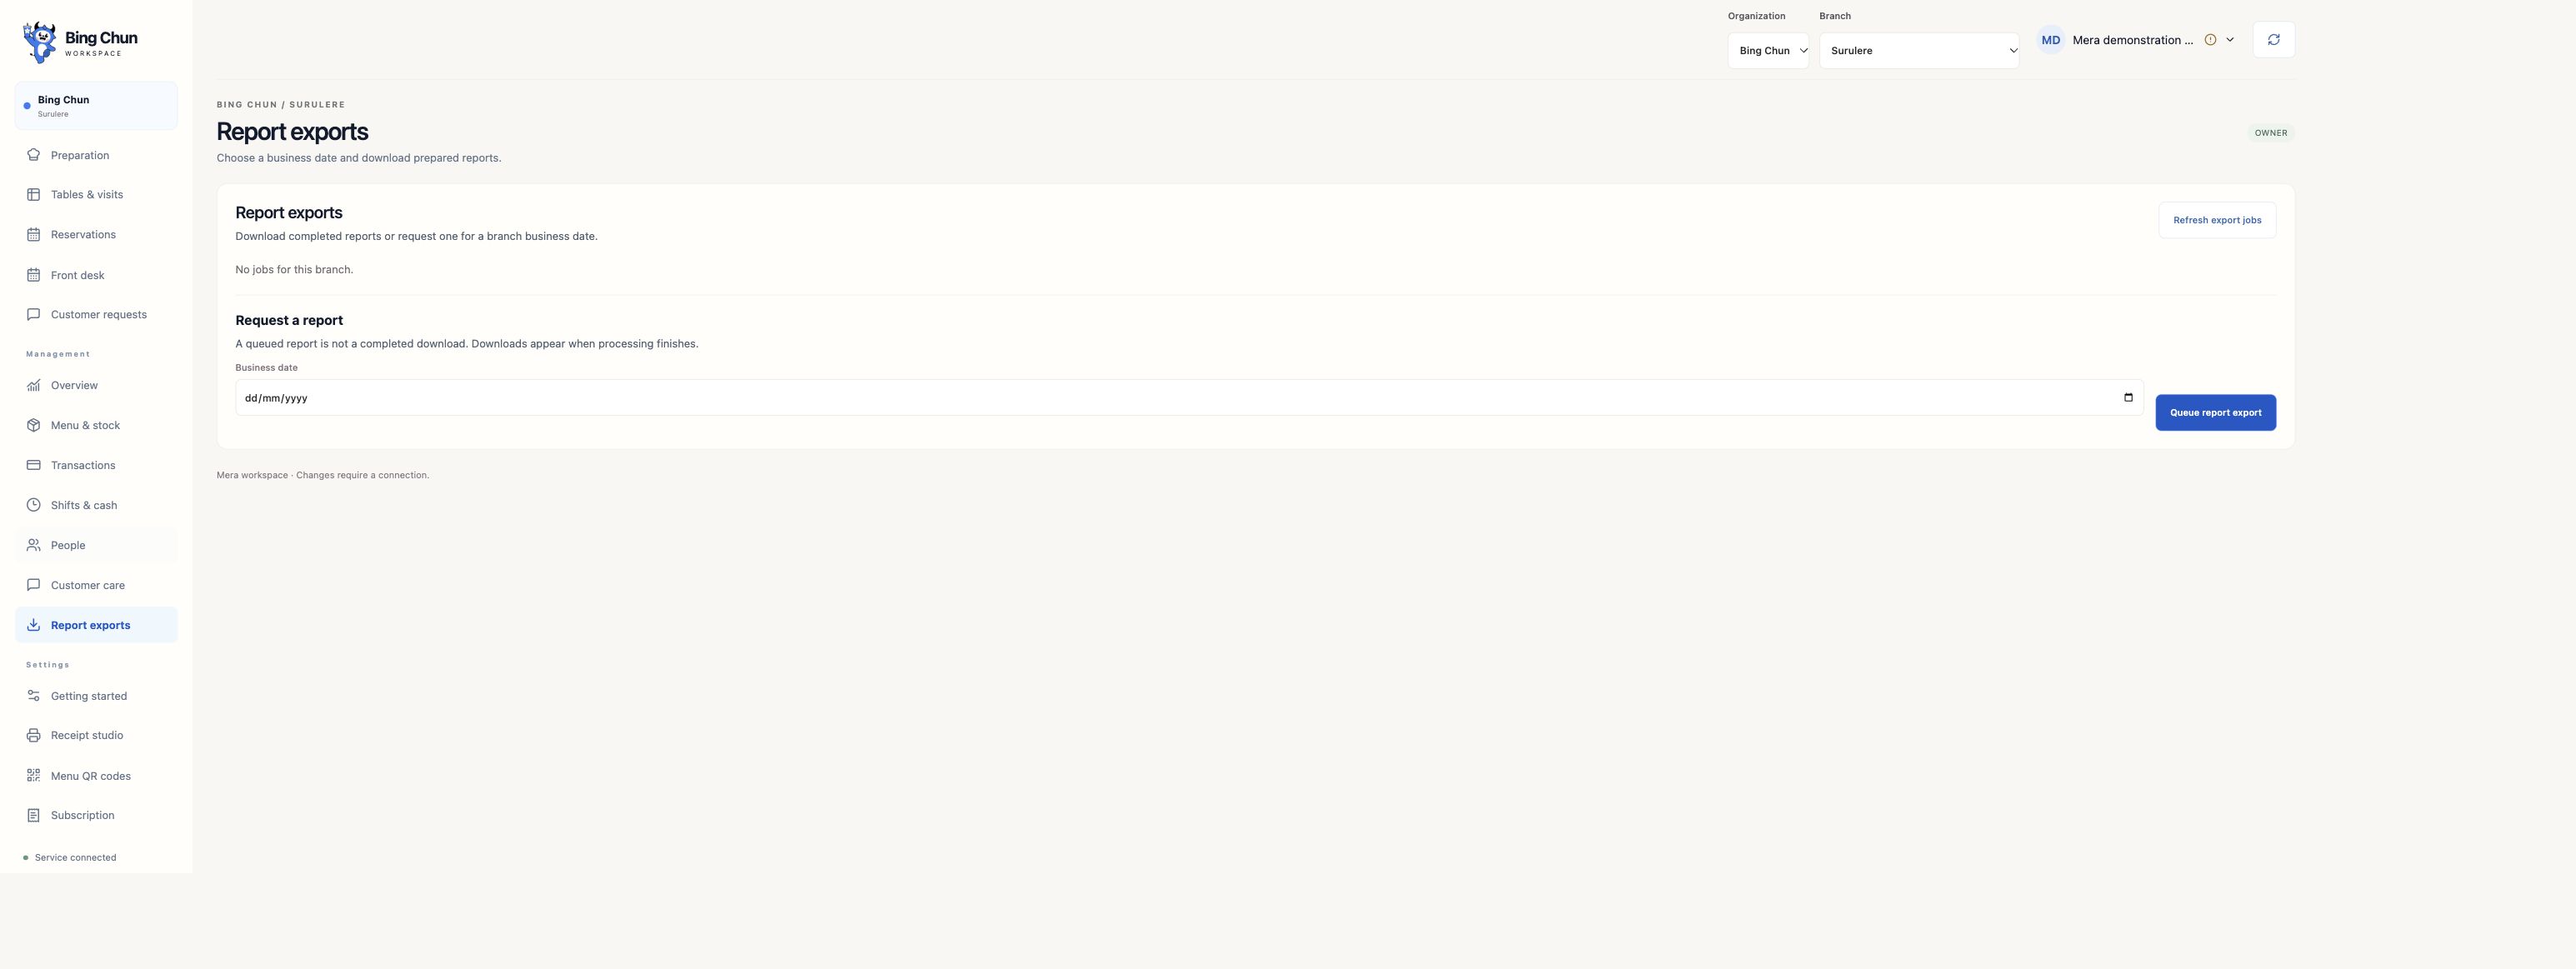 Bing Chun
WORKSPACE
Bing Chun
Surulere
Preparation
Tables & visits
Reservations
Front desk
Customer requests
Management
Overview
Menu & stock
Transactions
Shifts & cash
People
Customer care
Report exports
Settings
Getting started
Receipt studio
Menu QR codes
Subscription
Service connected
Organization
Branch
Bing Chun
Surulere
MD
Mera demonstration ...
BING CHUN / SURULERE
Report exports
Choose a business date and download prepared reports.
OWNER
Report exports
Download completed reports or request one for a branch business date.
Refresh export jobs
No jobs for this branch.
Request a report
A queued report is not a completed download. Downloads appear when processing finishes.
Business date
dd/mm/yyyy
Queue report export
Mera workspace · Changes require a connection.